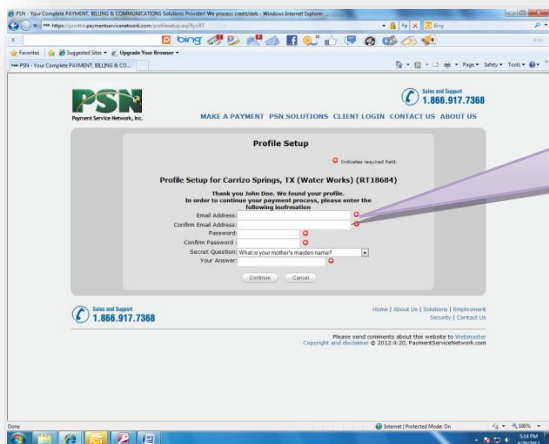 PSN - Your Complete PAYMENT, BILLING & COMMUNICATIONS Solutions Provider! We process credit/debi - Windows Internet Explorer
Bing
bing
Favorites Suggested Sites Upgrade Your Browser
PSN - Your Complete PAYMENT, BILLING & CO...
Page Safety Tools
PSN
Payment Service Network, Inc.
Sales and Support
1.866.917.7368
MAKE A PAYMENT PSN SOLUTIONS CLIENT LOGIN CONTACT US ABOUT US
Profile Setup
Indicates required field.
Profile Setup for Carrizo Springs, TX (Water Works) (RT18684)
Thank you John Doe. We found your profile.
In order to continue your payment process, please enter the
following information
Email Address:
Confirm Email Address:
Password:
Confirm Password :
Secret Question: What is your mother's maiden name?
Your Answer:
Continue Cancel
Sales and Support
1.866.917.7368
Home | About Us | Solutions | Employment
Security | Contact Us
Please send comments about this website to Webmaster
Copyright and disclaimer © 2012:4:20, PaymentServiceNetwork.com
Done
Internet | Protected Mode: On
100%
5:14 PM